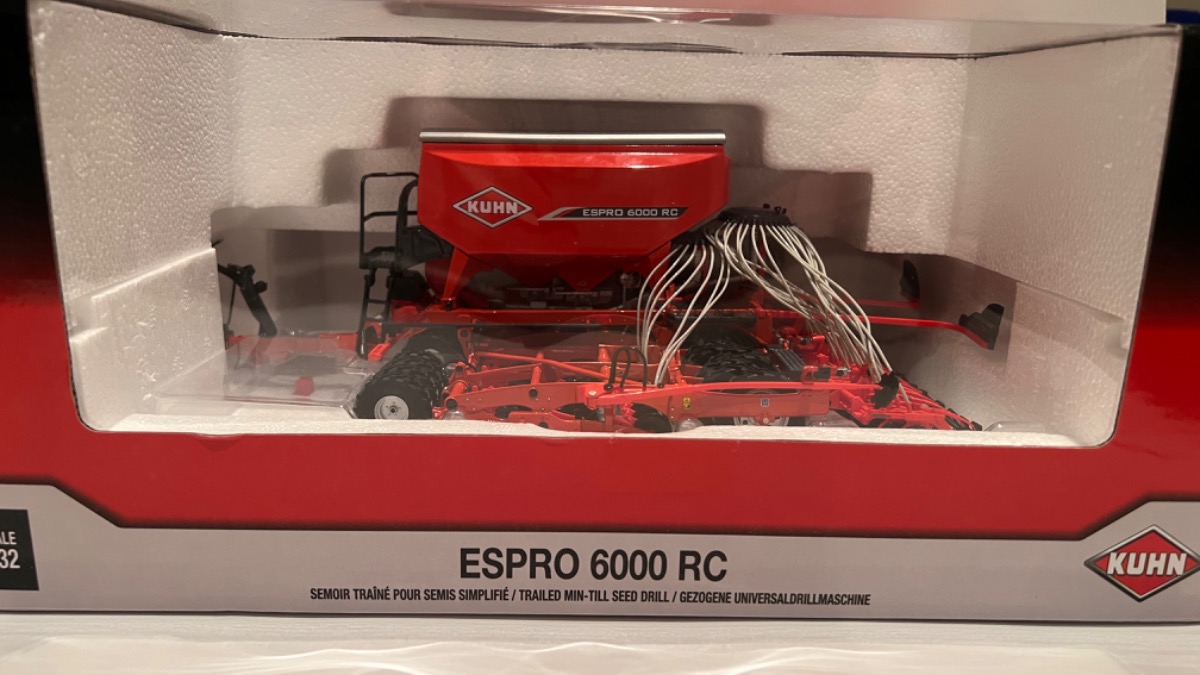 KUHN
ESPRO 6000 RC
32
ESPRO 6000 RC
SEMOIR TRAÎNÉ POUR SEMIS SIMPLIFIÉ / TRAILED MIN-TILL SEED DRILL / GEZOGENE UNIVERSALDRILLMASCHINE
KUHN